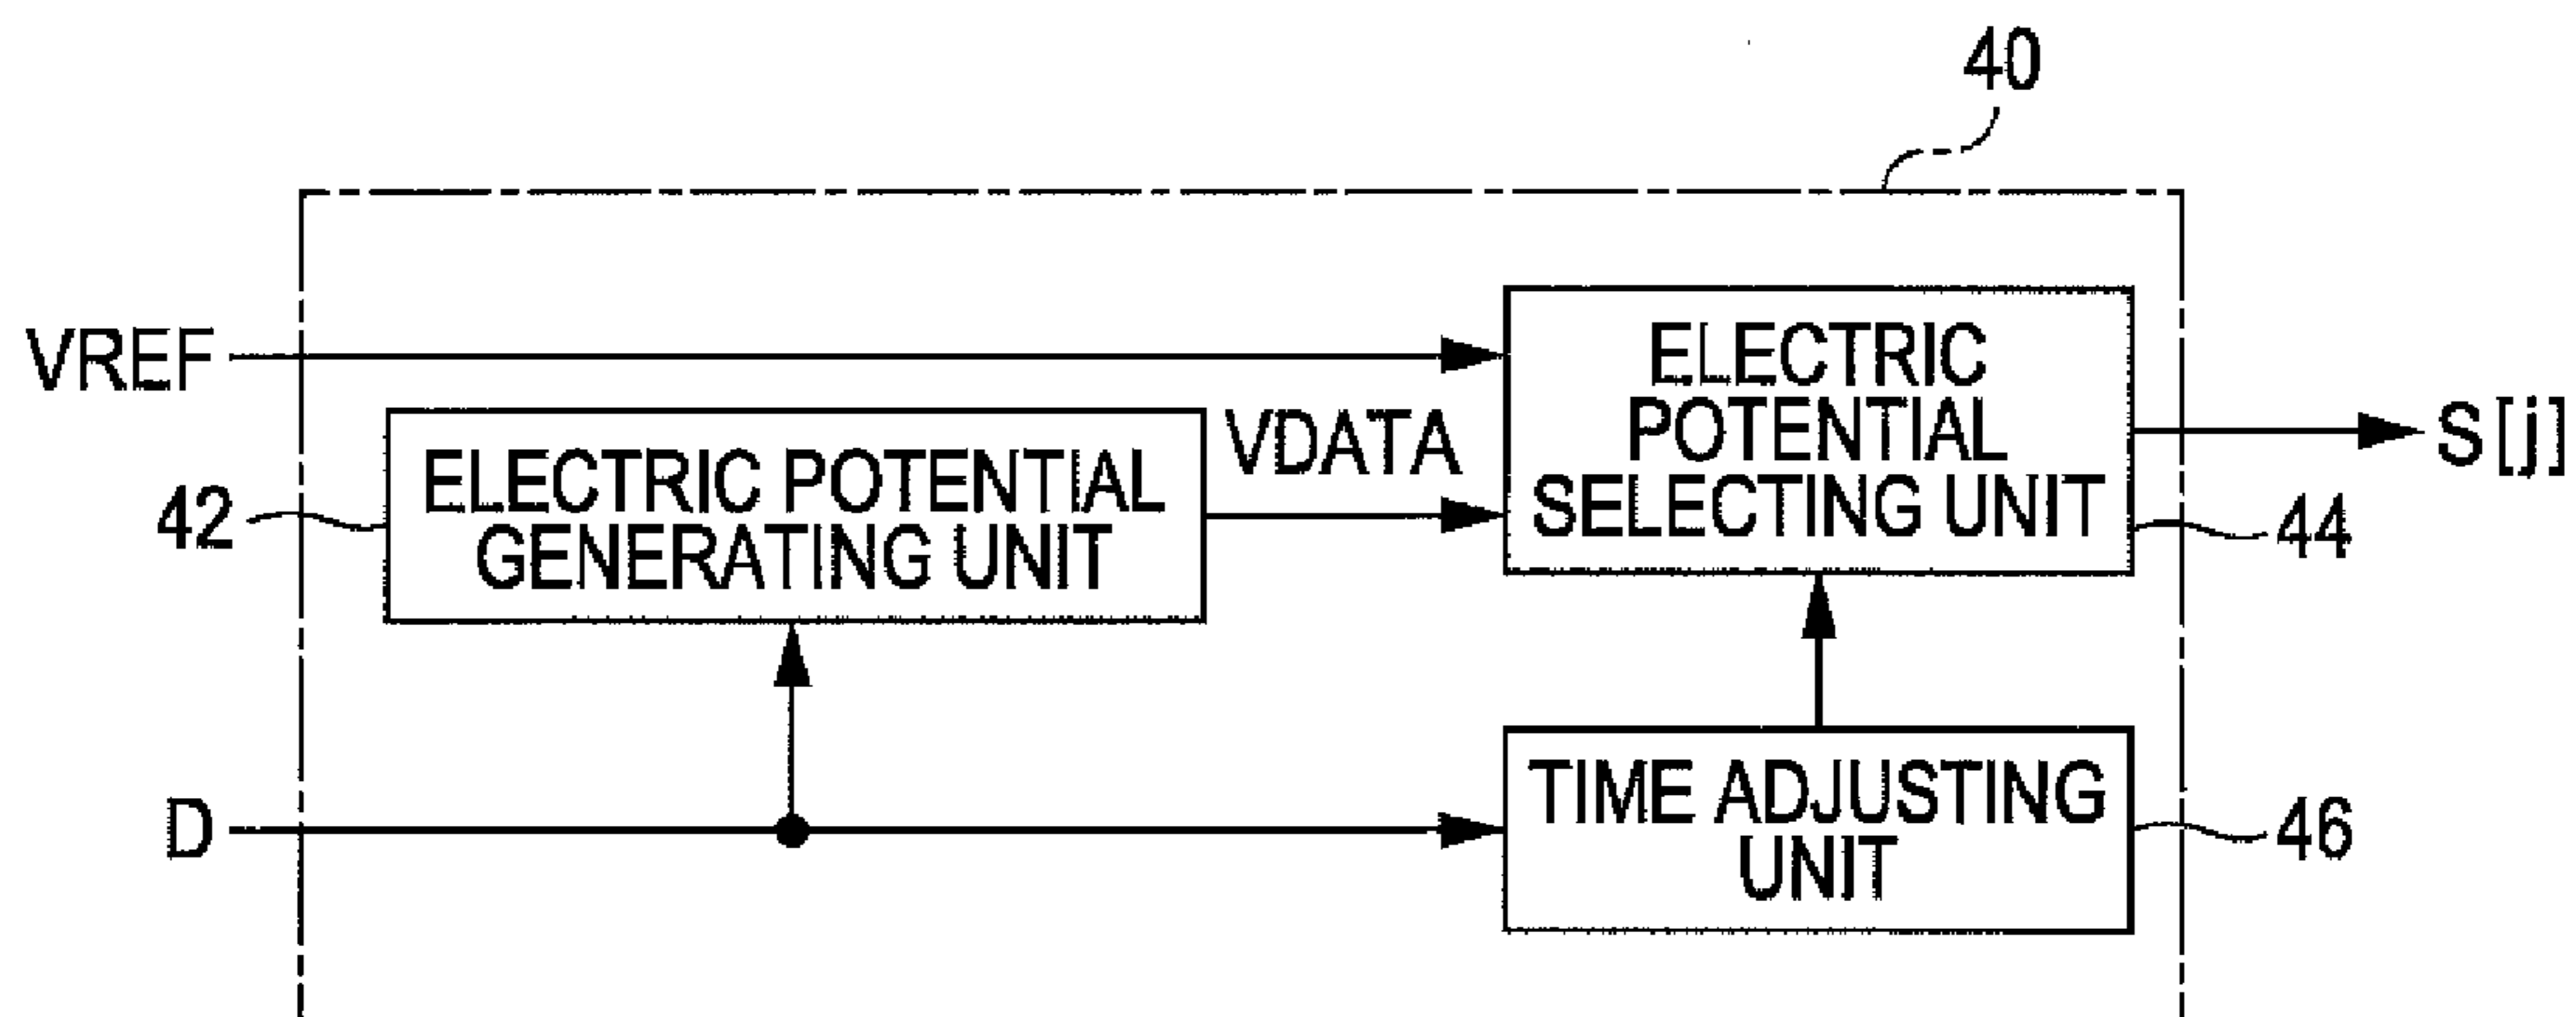 40
VREF
ELECTRIC
POTENTIAL
SELECTING UNIT
VDATA
S[j]
ELECTRIC POTENTIAL
GENERATING UNIT
42
44
D
TIME ADJUSTING
UNIT
46